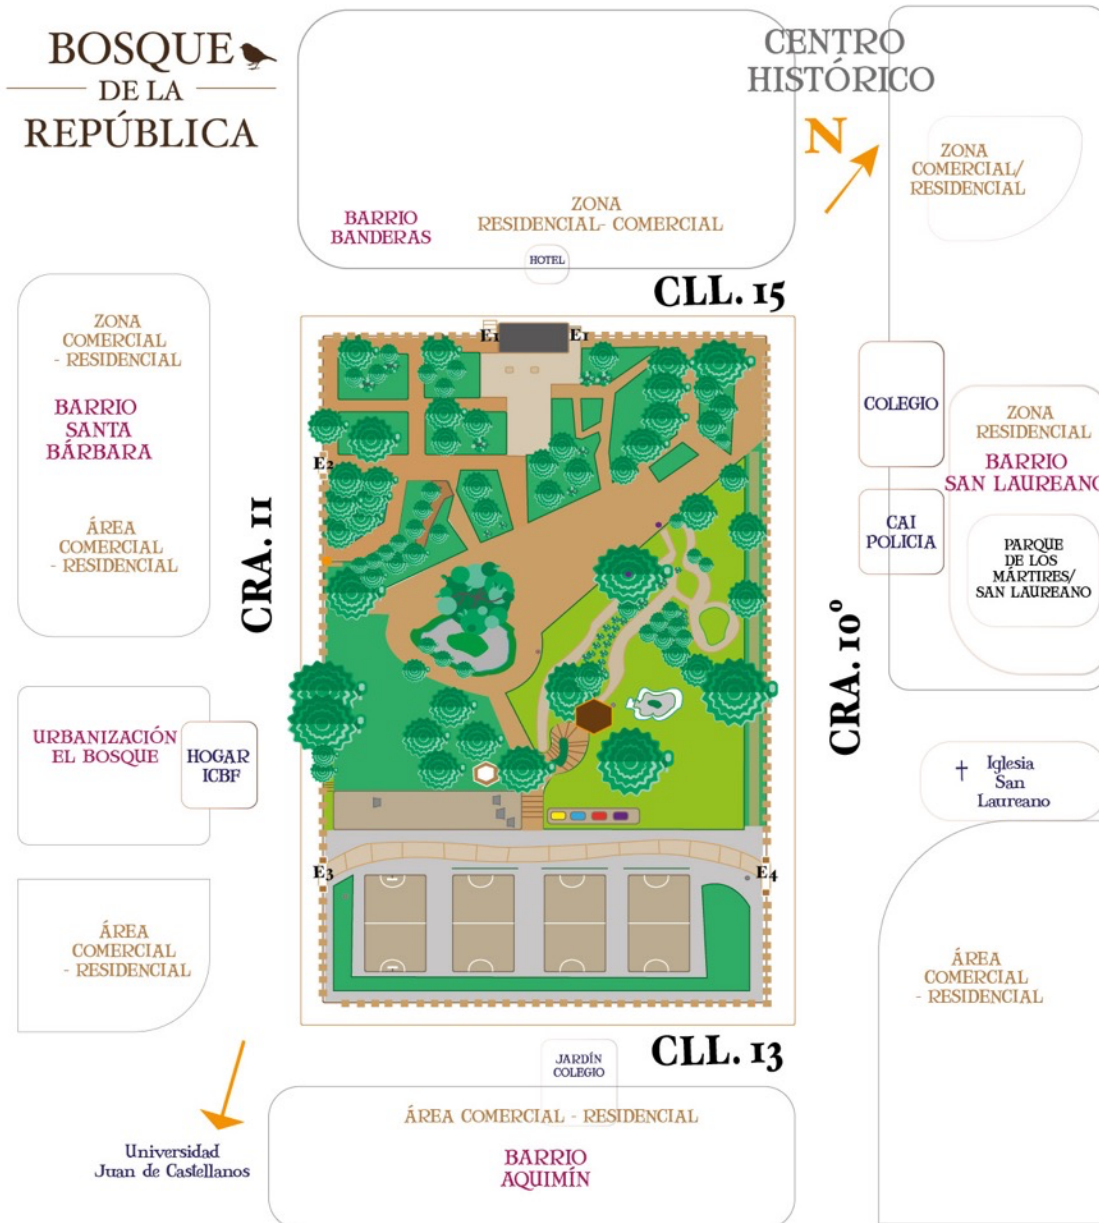 BOSQUE
DE LA
REPÚBLICA
CENTRO
HISTÓRICO
N
ZONA
COMERCIAL/
RESIDENCIAL
BARRIO
BANDERAS
ZONA
RESIDENCIAL- COMERCIAL
HOTEL
CLL. 15
ZONA
COMERCIAL
- RESIDENCIAL
BARRIO
SANTA
BÁRBARA
ÁREA
COMERCIAL
- RESIDENCIAL
CRA. 11
E1
E1
E2
COLEGIO
ZONA
RESIDENCIAL
BARRIO
SAN LAUREANO
CAI
POLICIA
PARQUE
DE LOS
MÁRTIRES/
SAN LAUREANO
CRA. 10º
URBANIZACIÓN
EL BOSQUE
HOGAR
ICBF
† Iglesia
San
Laureano
E3
E4
ÁREA
COMERCIAL
- RESIDENCIAL
ÁREA
COMERCIAL
- RESIDENCIAL
CLL. 13
JARDÍN
COLEGIO
ÁREA COMERCIAL - RESIDENCIAL
BARRIO
AQUIMÍN
Universidad
Juan de Castellanos